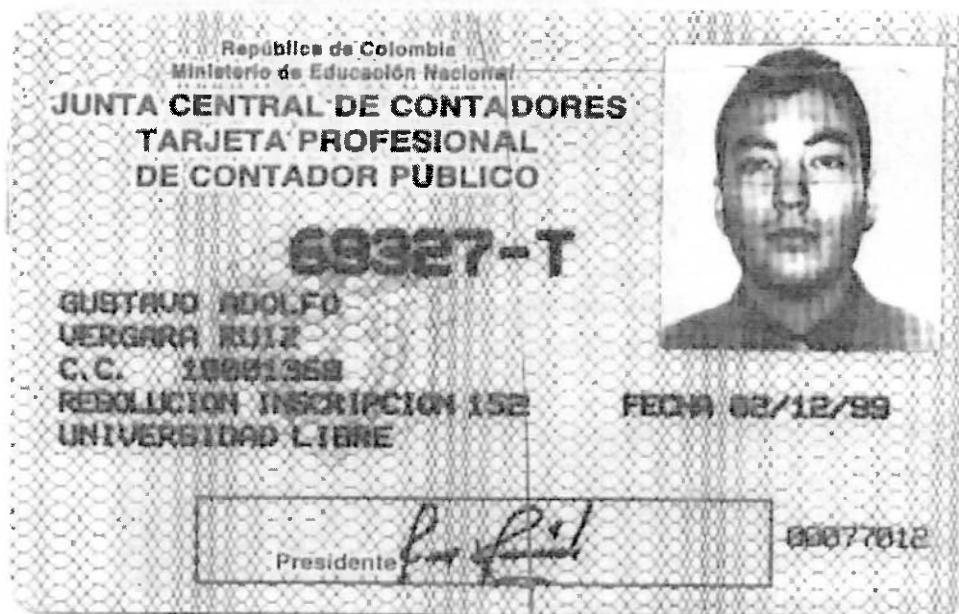 República de Colombia
Ministerio de Educación Nacional
JUNTA CENTRAL DE CONTADORES
TARJETA PROFESIONAL
DE CONTADOR PUBLICO
69327-T
GUSTAVO ADOLFO
VERGARA RUIZ
C.C.
RESOLUCION INSCRIPCION 152 FECHA 02/12/99
UNIVERSIDAD LIBRE
Presidente